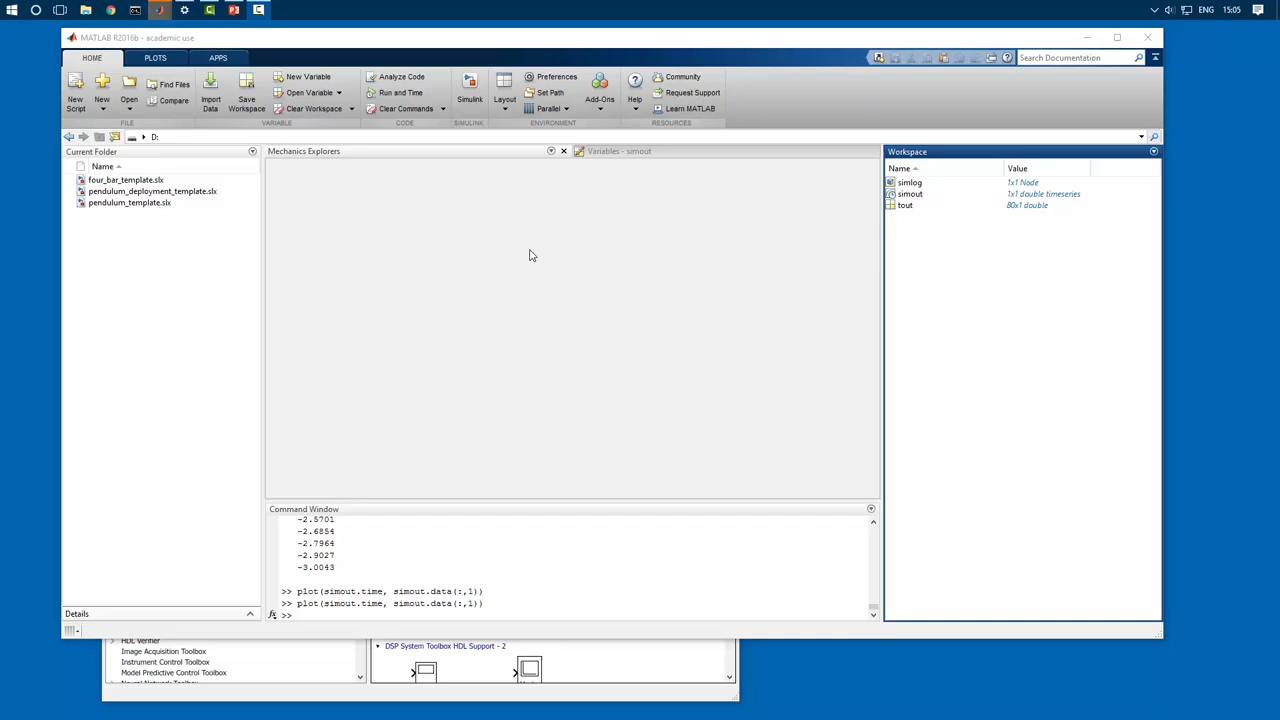 ENG 15:05
MATLAB R2016b - academic use
HOME PLOTS APPS
Search Documentation
New Script
New
Open
Find Files
Compare
FILE
Import Data
Save Workspace
New Variable
Open Variable
Clear Workspace
VARIABLE
Analyze Code
Run and Time
Clear Commands
CODE
Simulink
SIMULINK
Layout
Preferences
Set Path
Parallel
Add-Ons
ENVIRONMENT
Help
Community
Request Support
Learn MATLAB
RESOURCES
D:
Current Folder
Name
four_bar_template.slx
pendulum_deployment_template.slx
pendulum_template.slx
Details
Mechanics Explorers
Variables - simout
Command Window
-2.5701
-2.6854
-2.7964
-2.9027
-3.0043
>> plot(simout.time, simout.data(:,1))
>> plot(simout.time, simout.data(:,1))
fx >>
Workspace
Name Value
simlog 1x1 Node
simout 1x1 double timeseries
tout 80x1 double
HDL Verifier
Image Acquisition Toolbox
Instrument Control Toolbox
Model Predictive Control Toolbox
Neural Network Toolbox
DSP System Toolbox HDL Support - 2